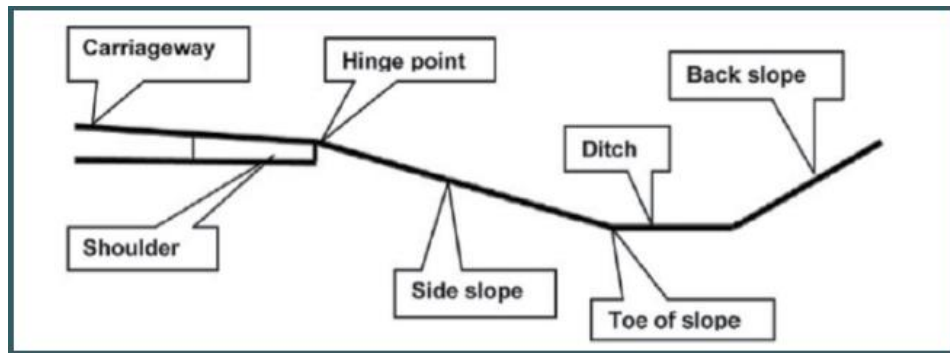 Carriageway
Hinge point
Back slope
Ditch
Shoulder
Side slope
Toe of slope